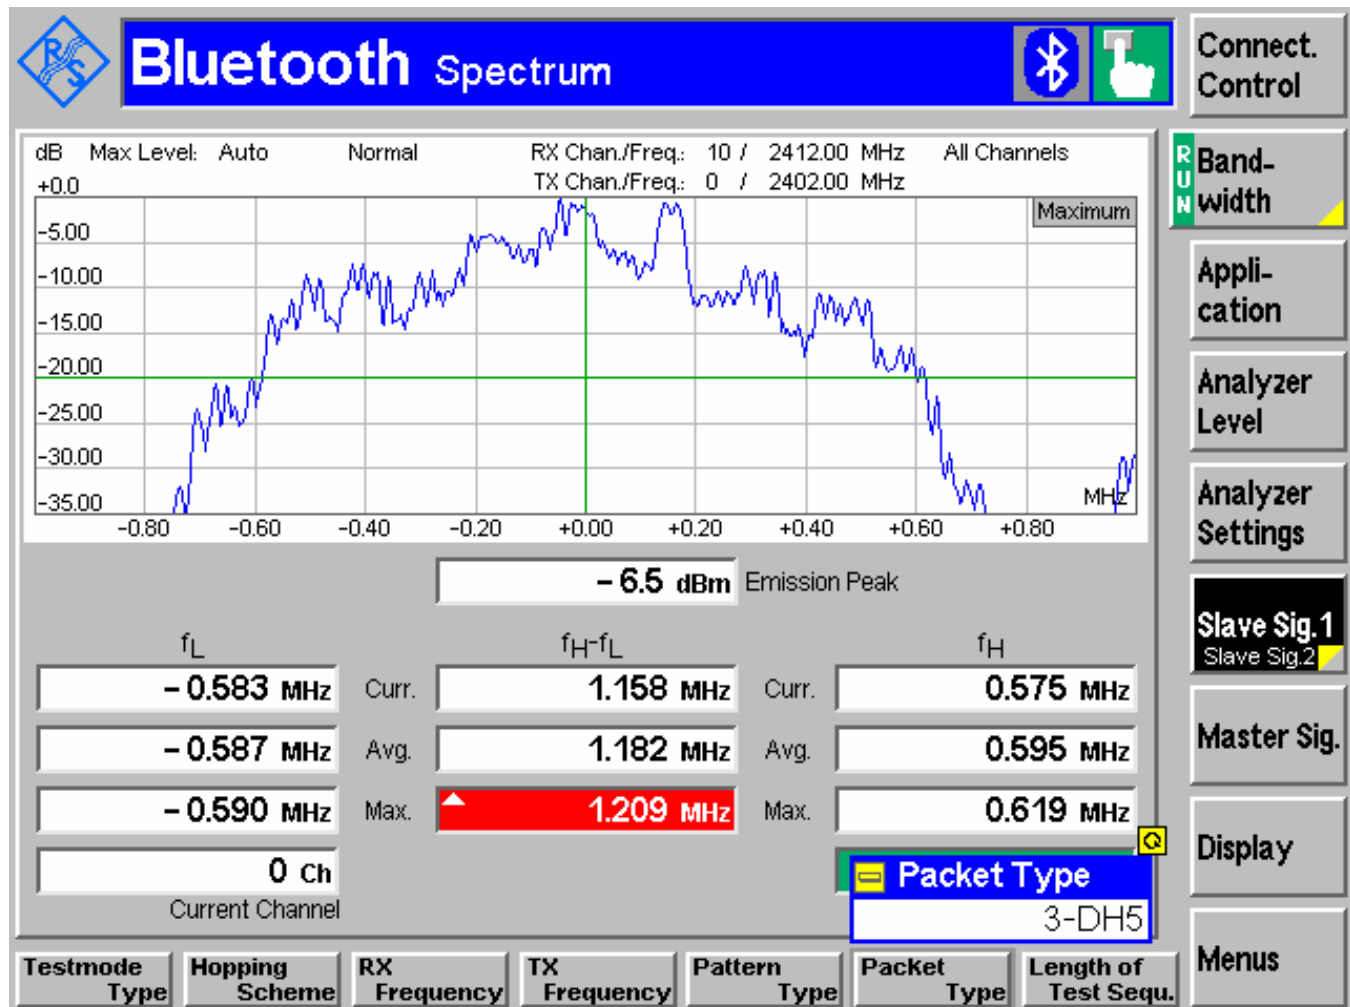 R S
Bluetooth Spectrum
Connect.
Control
dB Max Level: Auto Normal RX Chan./Freq.: 10 / 2412.00 MHz All Channels
+0.0 TX Chan./Freq.: 0 / 2402.00 MHz
RUN
Band-
width
Maximum
-5.00
-10.00
-15.00
-20.00
-25.00
-30.00
-35.00
MHz
-0.80 -0.60 -0.40 -0.20 +0.00 +0.20 +0.40 +0.60 +0.80
Appli-
cation
Analyzer
Level
Analyzer
Settings
-6.5 dBm Emission Peak
Slave Sig.1
Slave Sig.2
fL fH-fL fH
-0.583 MHz Curr. 1.158 MHz Curr. 0.575 MHz
-0.587 MHz Avg. 1.182 MHz Avg. 0.595 MHz
-0.590 MHz Max. 1.209 MHz Max. 0.619 MHz
Master Sig.
Display
0 Ch
Current Channel
Packet Type
3-DH5
Menus
Testmode
Type
Hopping
Scheme
RX
Frequency
TX
Frequency
Pattern
Type
Packet
Type
Length of
Test Sequ.